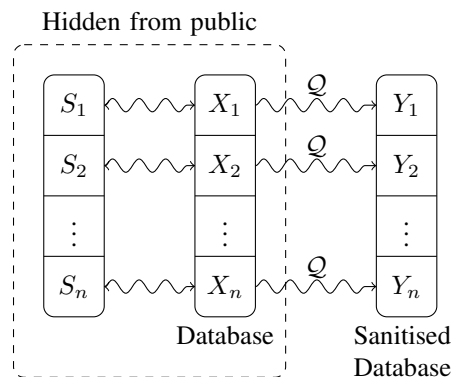 Hidden from public
S₁ X₁ 𝒬 Y₁
S₂ X₂ 𝒬 Y₂
⋮ ⋮ ⋮
Sₙ Xₙ 𝒬 Yₙ
Database Sanitised
Database